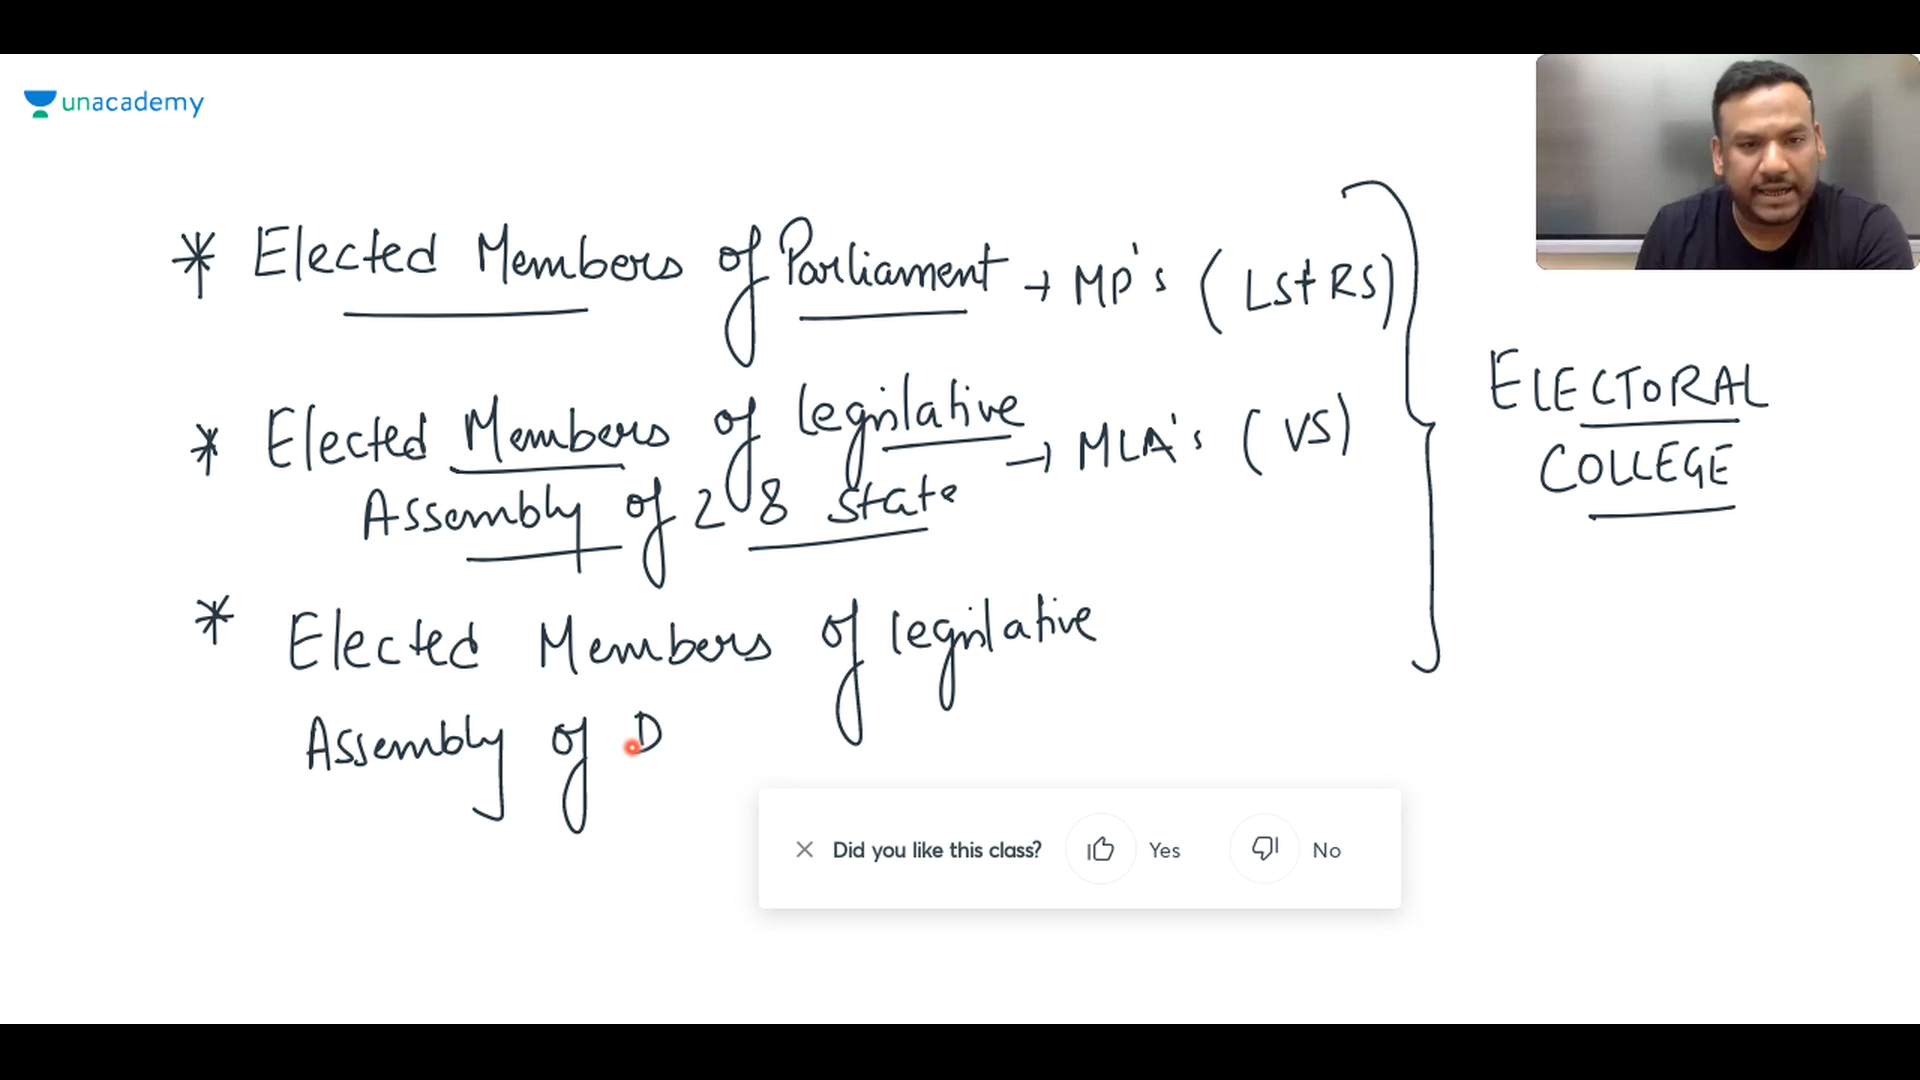 unacademy
* Elected Members of Parliament → MP's (LS+RS)
* Elected Members of legislative
Assembly of 28 state → MLA's (VS)
* Elected Members of legislative
Assembly of D
ELECTORAL
COLLEGE
Did you like this class? Yes No